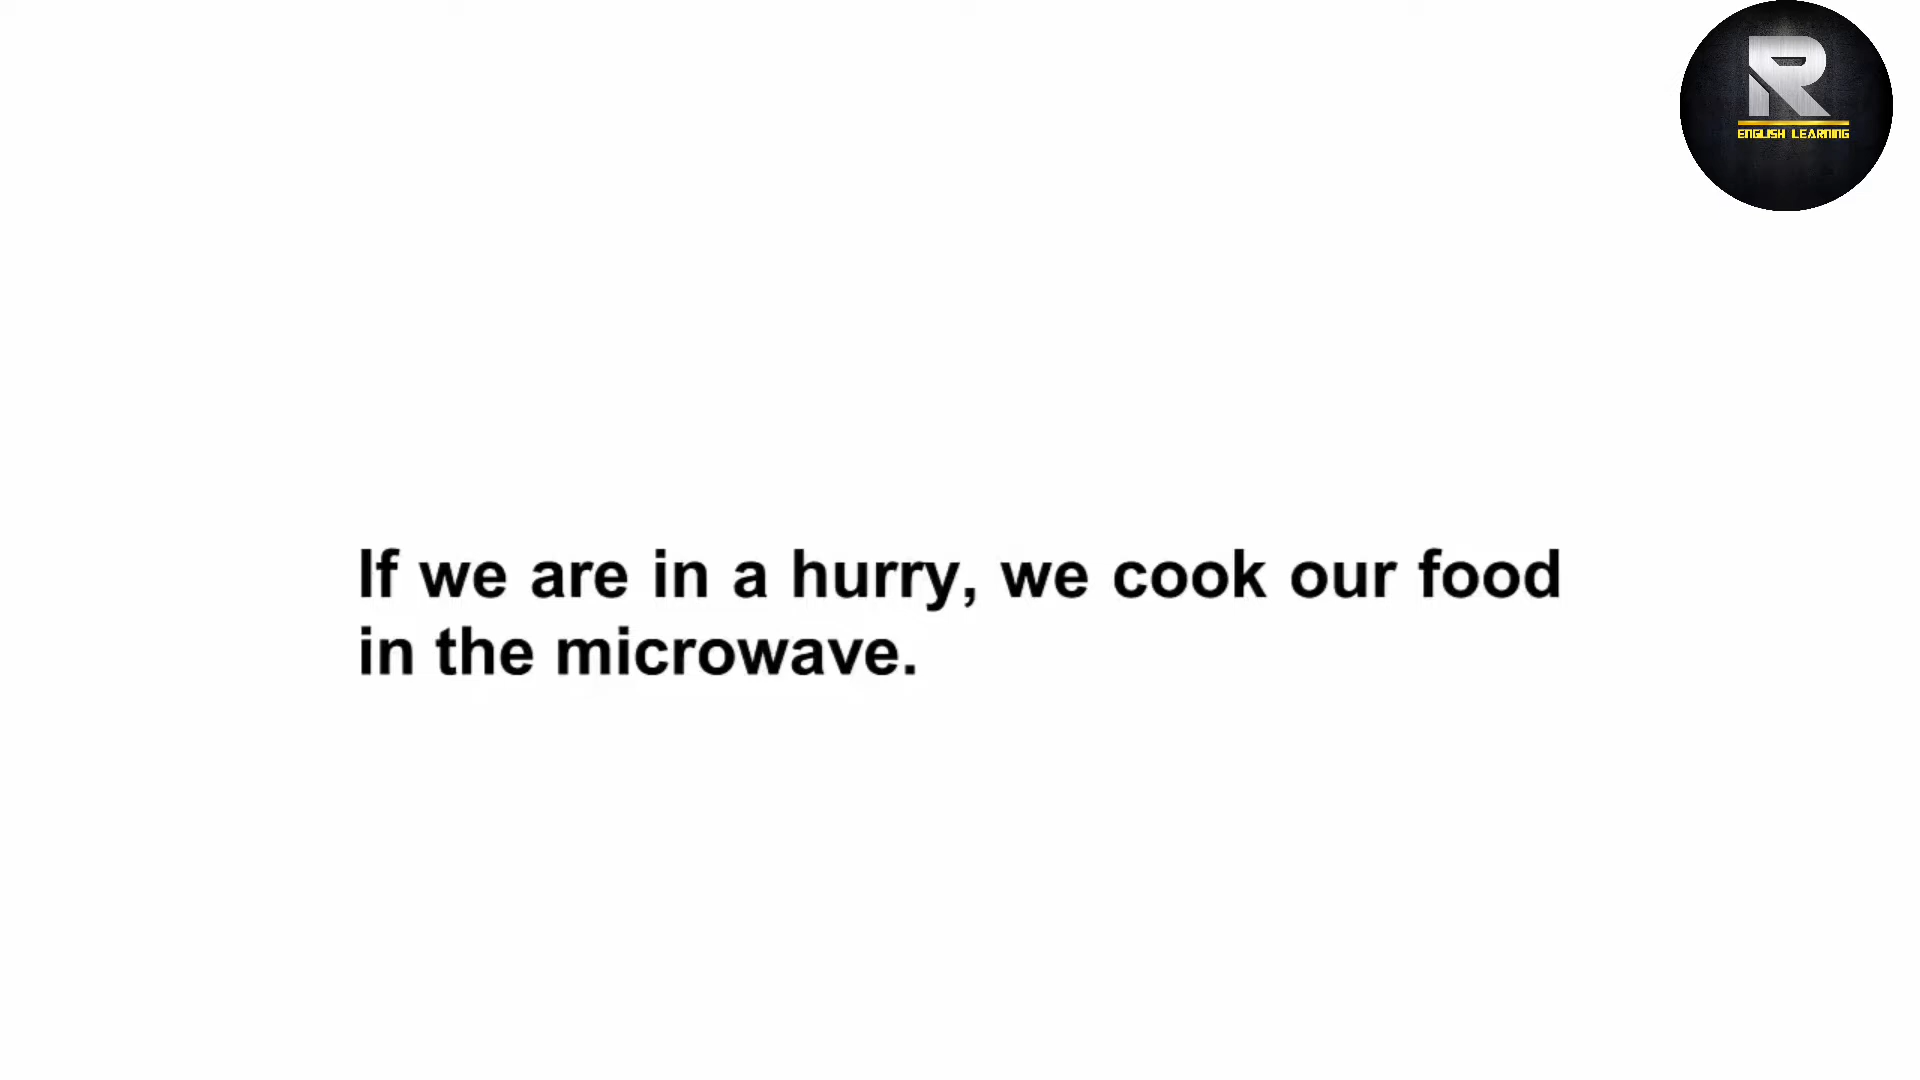 R
ENGLISH LEARNING
If we are in a hurry, we cook our food
in the microwave.